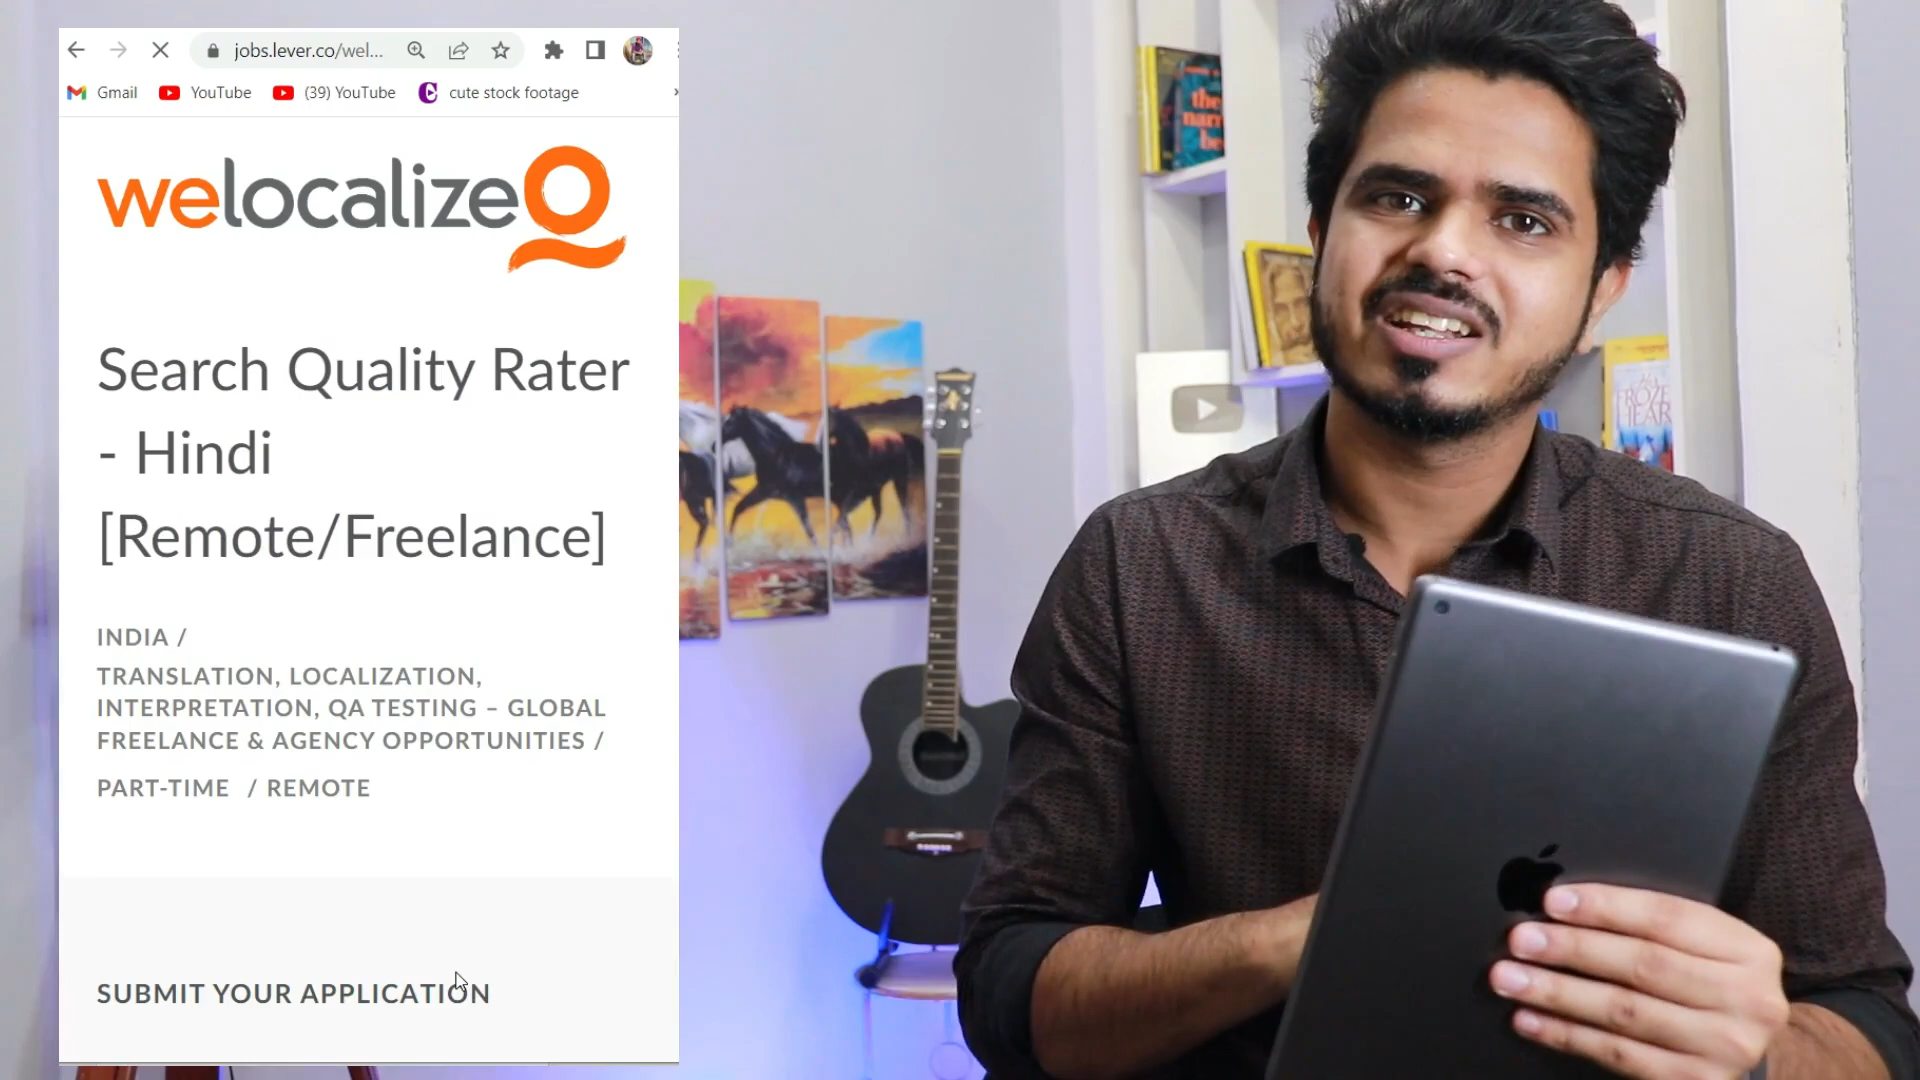 jobs.lever.co/wel...
Gmail YouTube (39) YouTube cute stock footage
welocalize
Search Quality Rater
- Hindi
[Remote/Freelance]
INDIA /
TRANSLATION, LOCALIZATION,
INTERPRETATION, QA TESTING – GLOBAL
FREELANCE & AGENCY OPPORTUNITIES /
PART-TIME / REMOTE
SUBMIT YOUR APPLICATION
the